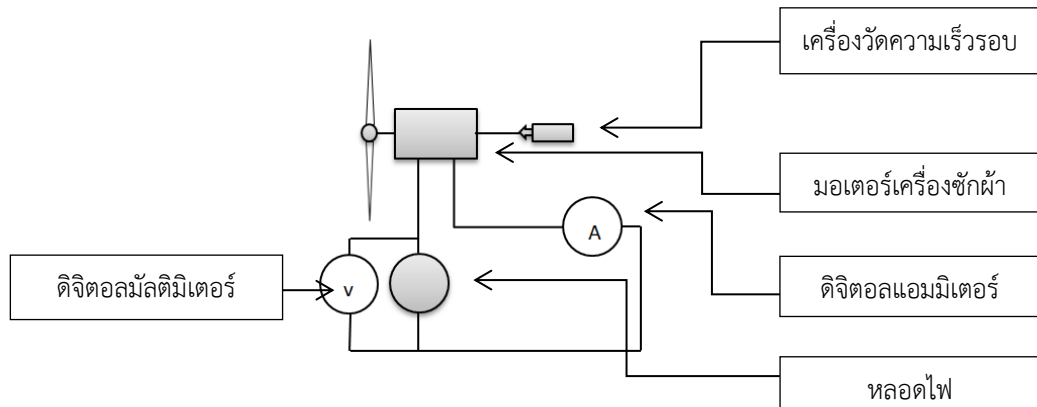 เครื่องวัดความเร็วรอบ
มอเตอร์เครื่องซักผ้า
A
ดิจิตอลมัลติมิเตอร์
v
ดิจิตอลแอมมิเตอร์
หลอดไฟ